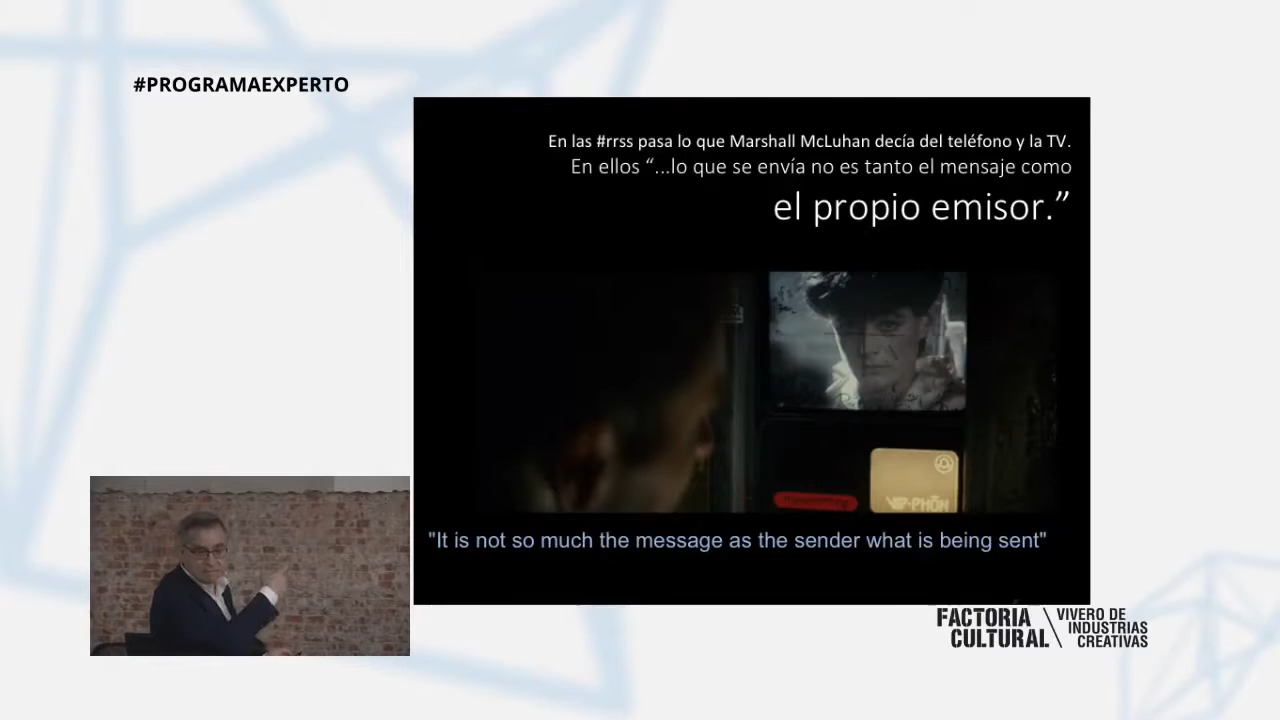 #PROGRAMAEXPERTO
En las #rrss pasa lo que Marshall McLuhan decía del teléfono y la TV.
En ellos “...lo que se envía no es tanto el mensaje como
el propio emisor.”
VID-PHŌN
"It is not so much the message as the sender what is being sent"
FACTORIA
CULTURAL
VIVERO DE
INDUSTRIAS
CREATIVAS